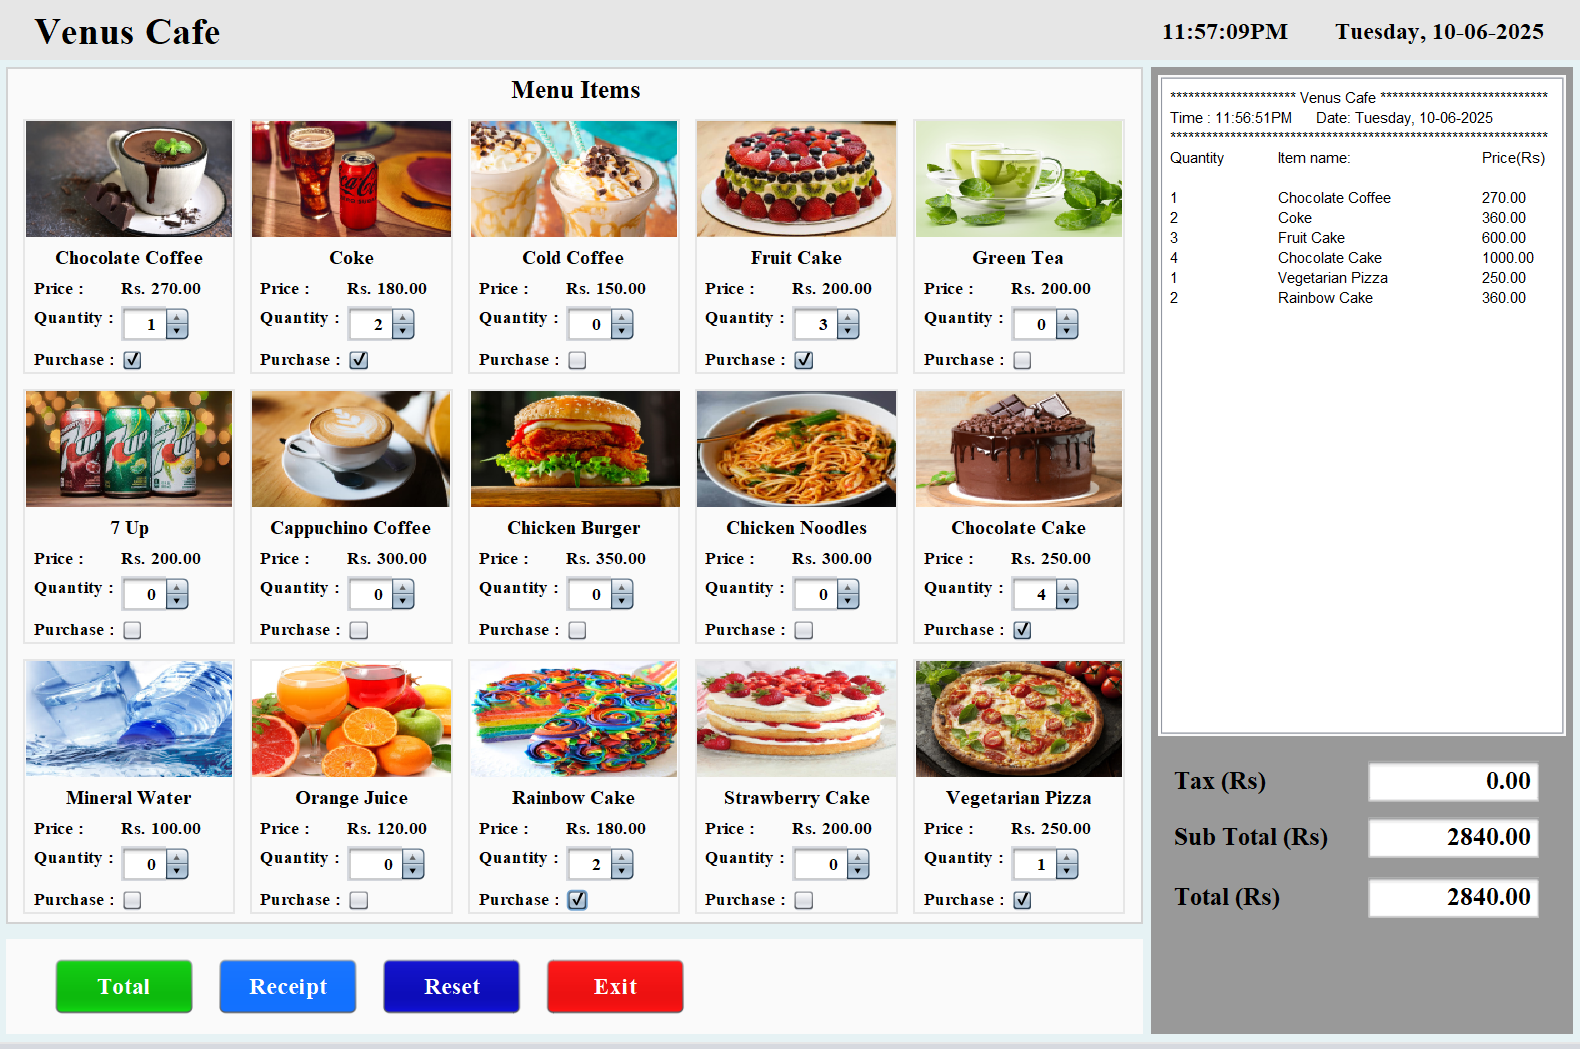 Venus Cafe
11:57:09PM Tuesday, 10-06-2025
Menu Items
Chocolate Coffee
Price : Rs. 270.00
Quantity : 1
Purchase :
Coke
Price : Rs. 180.00
Quantity : 2
Purchase :
Cold Coffee
Price : Rs. 150.00
Quantity : 0
Purchase :
Fruit Cake
Price : Rs. 200.00
Quantity : 3
Purchase :
Green Tea
Price : Rs. 200.00
Quantity : 0
Purchase :
7UP 7UP 7UP
7 Up
Price : Rs. 200.00
Quantity : 0
Purchase :
Cappuchino Coffee
Price : Rs. 300.00
Quantity : 0
Purchase :
Chicken Burger
Price : Rs. 350.00
Quantity : 0
Purchase :
Chicken Noodles
Price : Rs. 300.00
Quantity : 0
Purchase :
Chocolate Cake
Price : Rs. 250.00
Quantity : 4
Purchase :
Mineral Water
Price : Rs. 100.00
Quantity : 0
Purchase :
Orange Juice
Price : Rs. 120.00
Quantity : 0
Purchase :
Rainbow Cake
Price : Rs. 180.00
Quantity : 2
Purchase :
Strawberry Cake
Price : Rs. 200.00
Quantity : 0
Purchase :
Vegetarian Pizza
Price : Rs. 250.00
Quantity : 1
Purchase :
Total Receipt Reset Exit
********************* Venus Cafe ****************************
Time : 11:56:51PM Date: Tuesday, 10-06-2025
***************************************************************
Quantity Item name: Price(Rs)
1 Chocolate Coffee 270.00
2 Coke 360.00
3 Fruit Cake 600.00
4 Chocolate Cake 1000.00
1 Vegetarian Pizza 250.00
2 Rainbow Cake 360.00
Tax (Rs) 0.00
Sub Total (Rs) 2840.00
Total (Rs) 2840.00